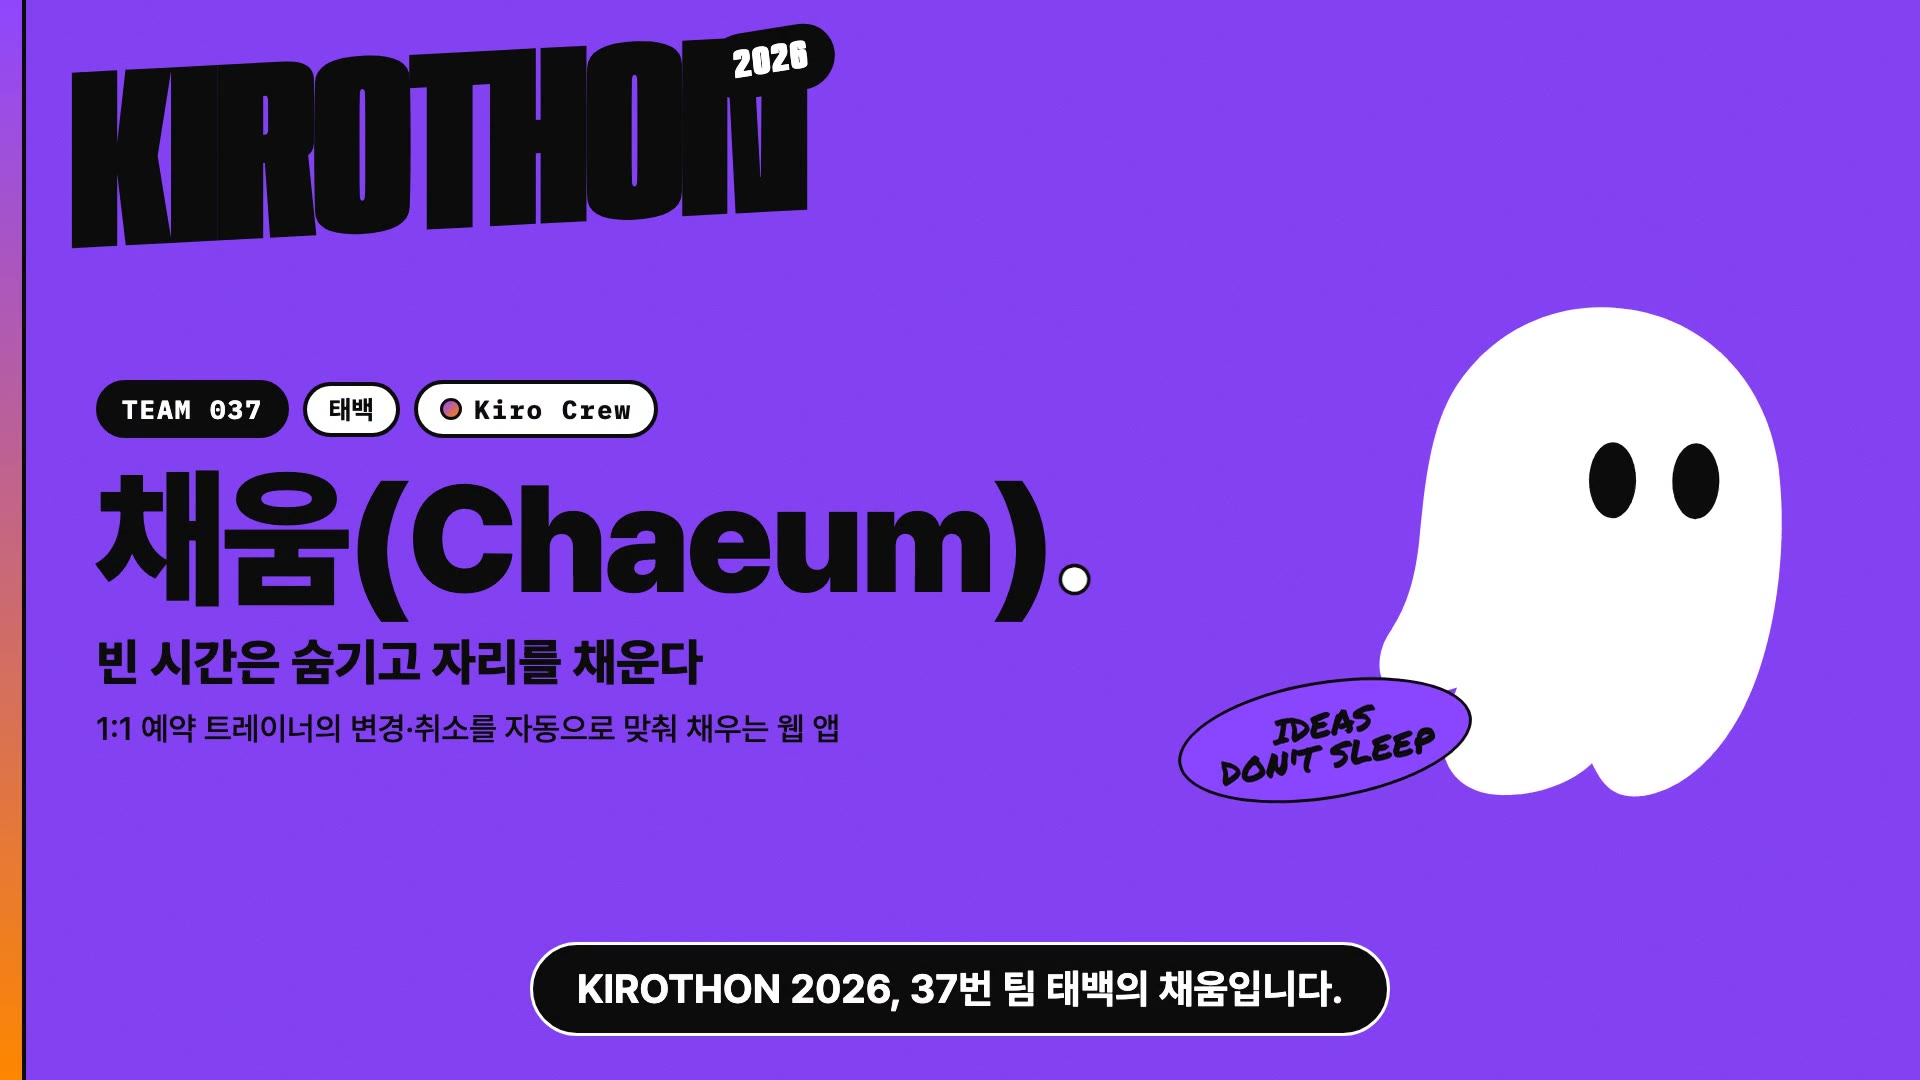 KIROTHON
2026
TEAM 037
태백
Kiro Crew
채움(Chaeum).
빈 시간은 숨기고 자리를 채운다
1:1 예약 트레이너의 변경·취소를 자동으로 맞춰 채우는 웹 앱
IDEAS
DON'T SLEEP
KIROTHON 2026, 37번 팀 태백의 채움입니다.